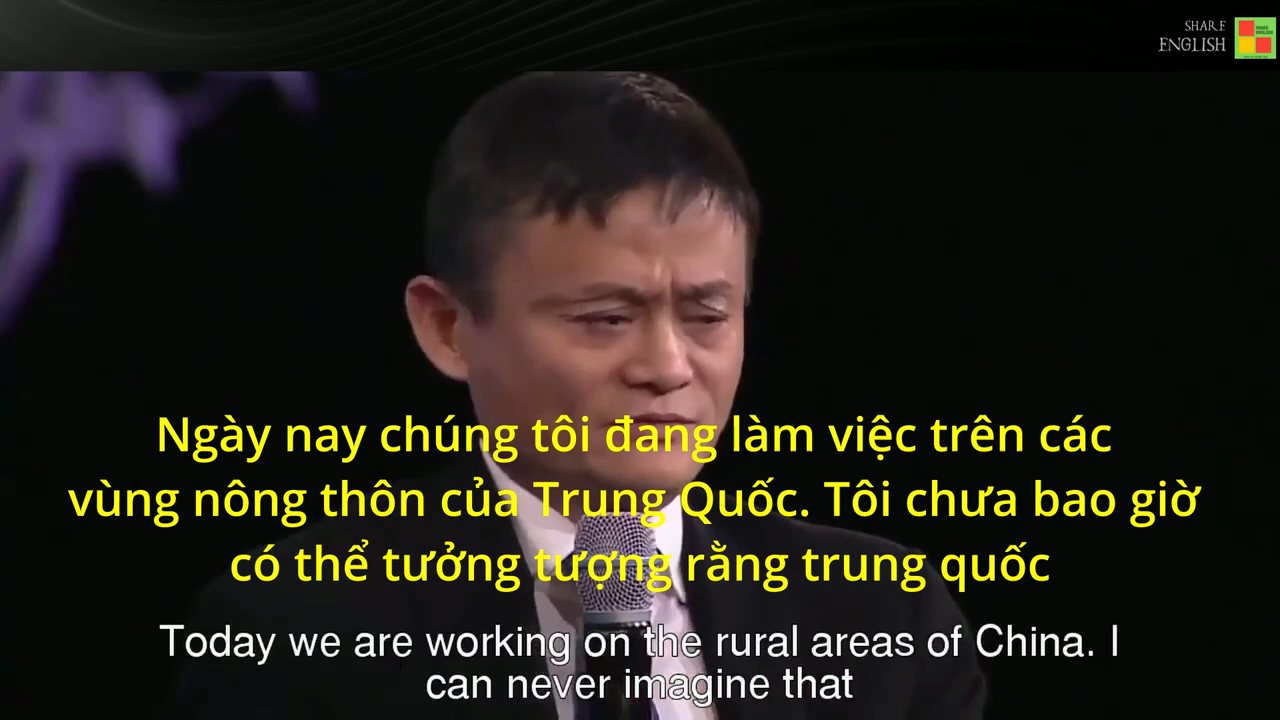 SHARE
ENGLISH
Ngày nay chúng tôi đang làm việc trên các
vùng nông thôn của Trung Quốc. Tôi chưa bao giờ
có thể tưởng tượng rằng trung quốc
Today we are working on the rural areas of China. I
can never imagine that